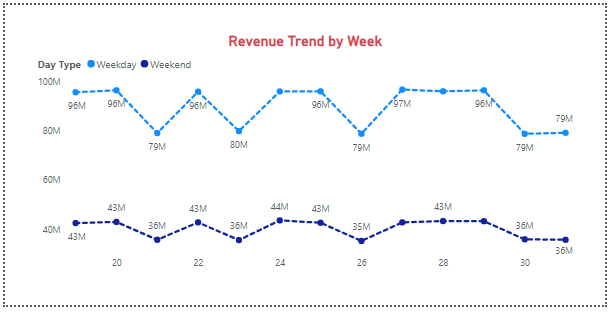 Revenue Trend by Week
Day Type Weekday Weekend
100M
80M
60M
40M
96M 96M 79M 96M 80M 96M 79M 97M 96M 79M 79M
43M 43M 36M 43M 36M 44M 43M 35M 43M 36M 36M
20 22 24 26 28 30